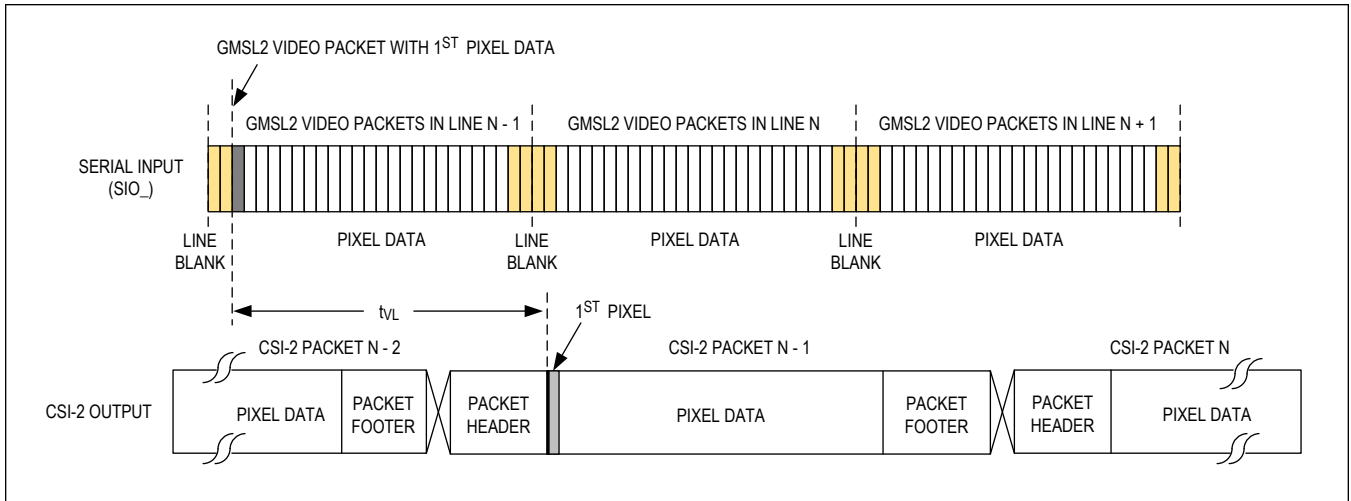 GMSL2 VIDEO PACKET WITH 1ST PIXEL DATA
GMSL2 VIDEO PACKETS IN LINE N - 1
GMSL2 VIDEO PACKETS IN LINE N
GMSL2 VIDEO PACKETS IN LINE N + 1
SERIAL INPUT
(SIO_)
LINE
BLANK
PIXEL DATA
LINE
BLANK
PIXEL DATA
LINE
BLANK
PIXEL DATA
tVL
1ST PIXEL
CSI-2 PACKET N - 2
CSI-2 PACKET N - 1
CSI-2 PACKET N
CSI-2 OUTPUT
PIXEL DATA
PACKET
FOOTER
PACKET
HEADER
PIXEL DATA
PACKET
FOOTER
PACKET
HEADER
PIXEL DATA